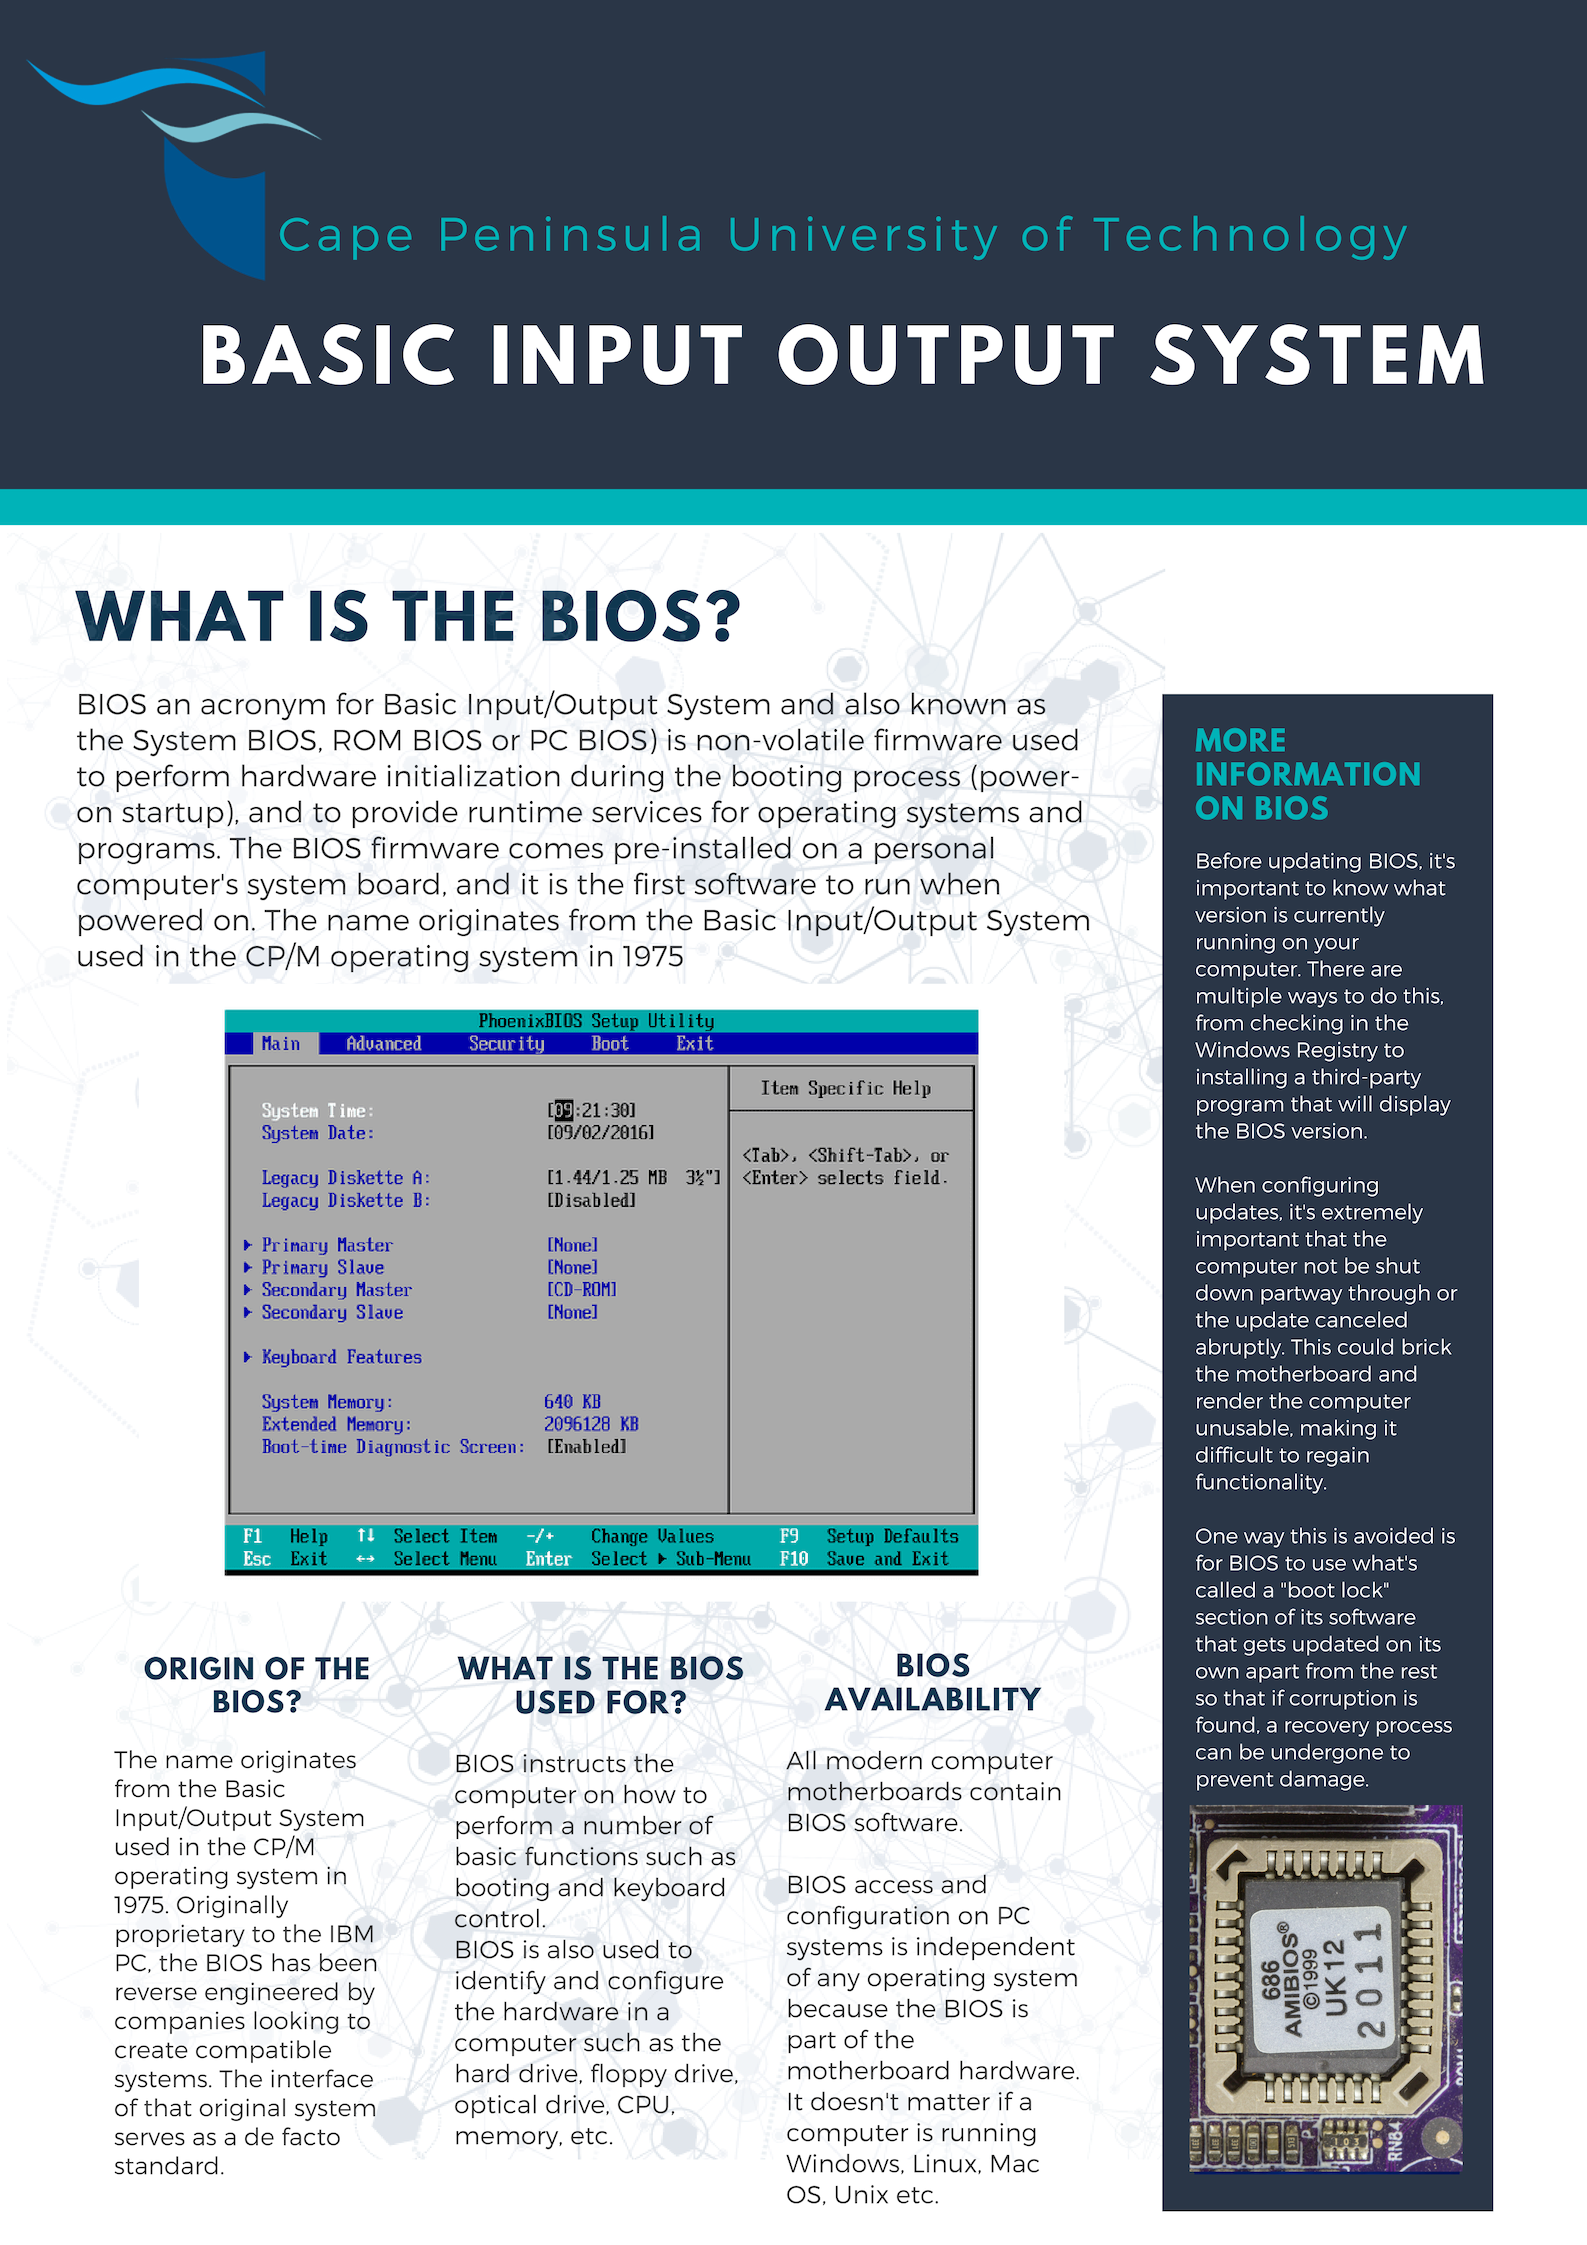 Cape Peninsula University of Technology
BASIC INPUT OUTPUT SYSTEM
WHAT IS THE BIOS?
BIOS an acronym for Basic Input/Output System and also known as
the System BIOS, ROM BIOS or PC BIOS) is non-volatile firmware used
to perform hardware initialization during the booting process (power-
on startup), and to provide runtime services for operating systems and
programs. The BIOS firmware comes pre-installed on a personal
computer's system board, and it is the first software to run when
powered on. The name originates from the Basic Input/Output System
used in the CP/M operating system in 1975
PhoenixBIOS Setup Utility
Main Advanced Security Boot Exit
Item Specific Help
System Time: [09:21:30]
System Date: [09/02/2016]
<Tab>, <Shift-Tab>, or
<Enter> selects field.
Legacy Diskette A: [1.44/1.25 MB 3½"]
Legacy Diskette B: [Disabled]
Primary Master [None]
Primary Slave [None]
Secondary Master [CD-ROM]
Secondary Slave [None]
Keyboard Features
System Memory: 640 KB
Extended Memory: 2096128 KB
Boot-time Diagnostic Screen: [Enabled]
F1 Help ↑↓ Select Item -/+ Change Values F9 Setup Defaults
Esc Exit ↔ Select Menu Enter Select ▸ Sub-Menu F10 Save and Exit
ORIGIN OF THE
BIOS?
The name originates
from the Basic
Input/Output System
used in the CP/M
operating system in
1975. Originally
proprietary to the IBM
PC, the BIOS has been
reverse engineered by
companies looking to
create compatible
systems. The interface
of that original system
serves as a de facto
standard.
WHAT IS THE BIOS
USED FOR?
BIOS instructs the
computer on how to
perform a number of
basic functions such as
booting and keyboard
control.
BIOS is also used to
identify and configure
the hardware in a
computer such as the
hard drive, floppy drive,
optical drive, CPU,
memory, etc.
BIOS
AVAILABILITY
All modern computer
motherboards contain
BIOS software.
BIOS access and
configuration on PC
systems is independent
of any operating system
because the BIOS is
part of the
motherboard hardware.
It doesn't matter if a
computer is running
Windows, Linux, Mac
OS, Unix etc.
MORE
INFORMATION
ON BIOS
Before updating BIOS, it's
important to know what
version is currently
running on your
computer. There are
multiple ways to do this,
from checking in the
Windows Registry to
installing a third-party
program that will display
the BIOS version.
When configuring
updates, it's extremely
important that the
computer not be shut
down partway through or
the update canceled
abruptly. This could brick
the motherboard and
render the computer
unusable, making it
difficult to regain
functionality.
One way this is avoided is
for BIOS to use what's
called a "boot lock"
section of its software
that gets updated on its
own apart from the rest
so that if corruption is
found, a recovery process
can be undergone to
prevent damage.
686
AMIBIOS®
©1999
UK12
2011
RN84
103